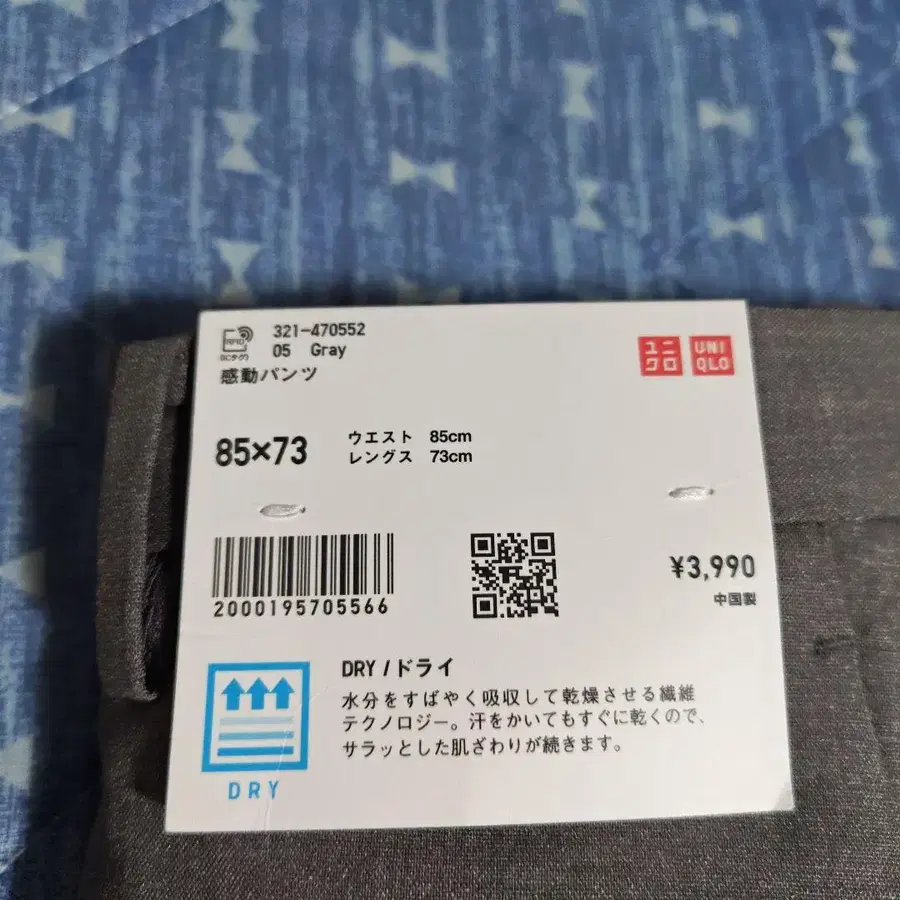 321-470552
RFID
(ICタグ)
05 Gray
感動パンツ
ユニ
クロ
UNI
QLO
85×73
ウエスト 85cm
レングス 73cm
2000195705566
¥3,990
中国製
DRY
DRY / ドライ
水分をすばやく吸収して乾燥させる繊維
テクノロジー。汗をかいてもすぐに乾くので、
サラッとした肌ざわりが続きます。